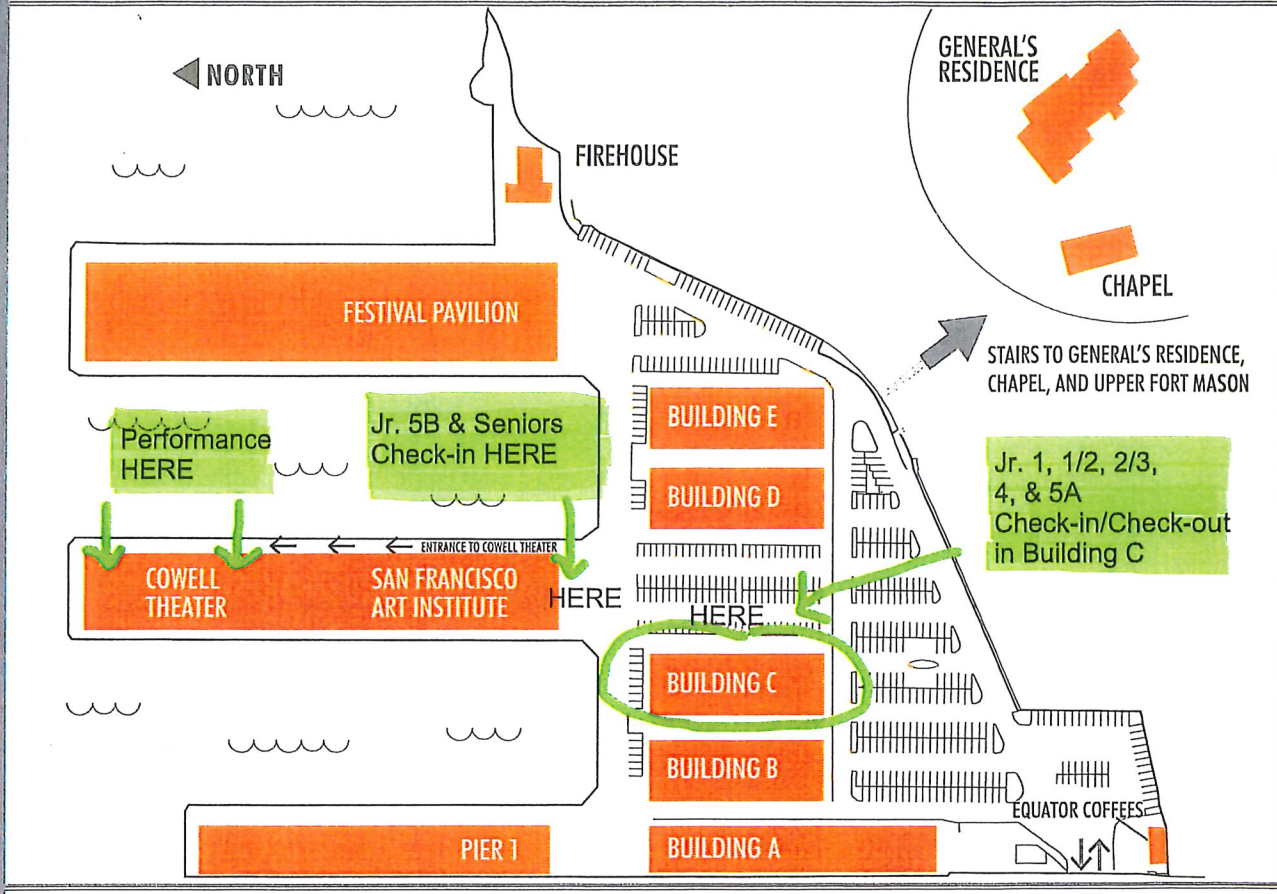 NORTH
GENERAL'S
RESIDENCE
FIREHOUSE
CHAPEL
FESTIVAL PAVILION
STAIRS TO GENERAL'S RESIDENCE,
CHAPEL, AND UPPER FORT MASON
Performance
HERE
Jr. 5B & Seniors
Check-in HERE
BUILDING E
BUILDING D
Jr. 1, 1/2, 2/3,
4, & 5A
Check-in/Check-out
in Building C
ENTRANCE TO COWELL THEATER
COWELL
THEATER
SAN FRANCISCO
ART INSTITUTE
HERE
HERE
BUILDING C
BUILDING B
EQUATOR COFFEES
PIER 1
BUILDING A